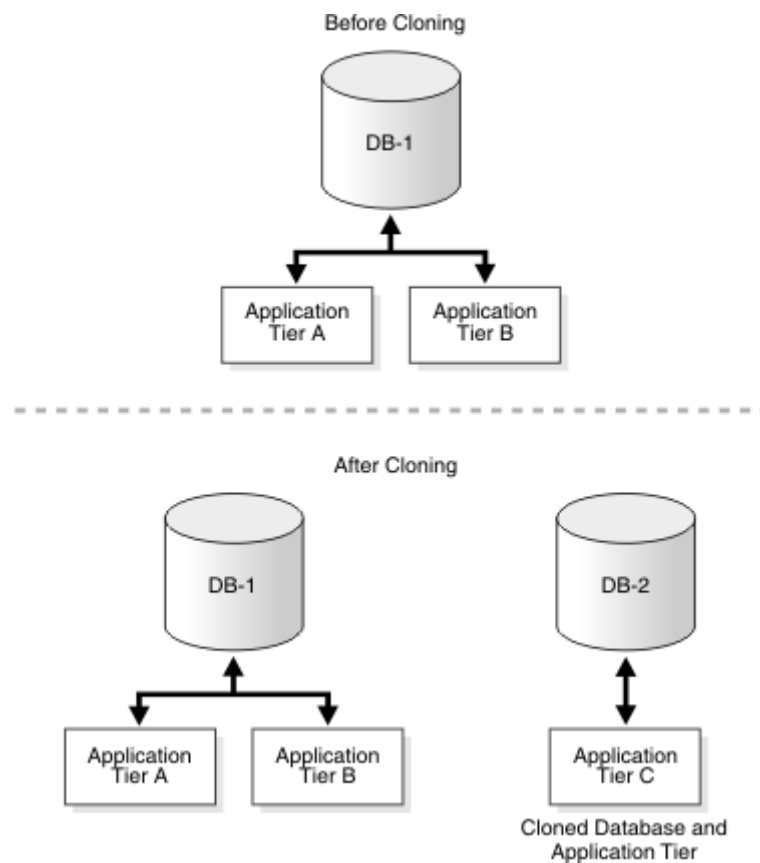 Before Cloning
DB-1
Application
Tier A
Application
Tier B
After Cloning
DB-1
DB-2
Application
Tier A
Application
Tier B
Application
Tier C
Cloned Database and
Application Tier